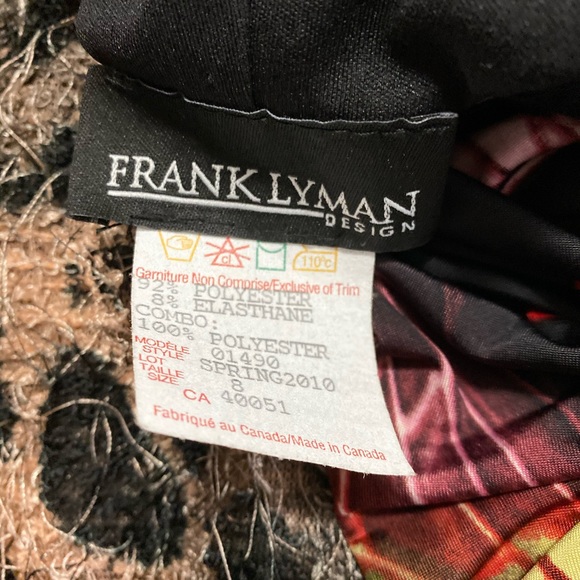 FRANK LYMAN
DESIGN
cl
110°c
Garniture Non Comprise/Exclusive of Trim
92% POLYESTER
8% ELASTHANE
COMBO:
100% POLYESTER
MODÈLE
STYLE 01490
LOT SPRING2010
TAILLE
SIZE 8
CA 40051
Fabriqué au Canada/Made in Canada